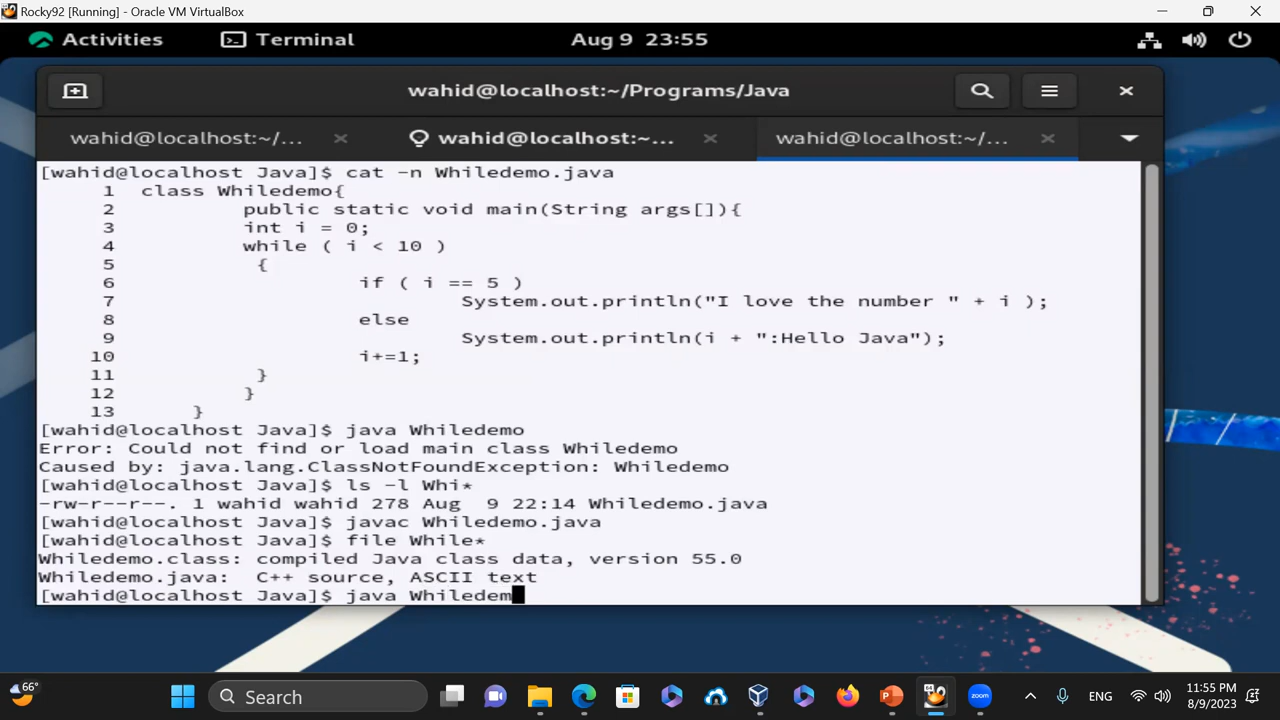 Rocky92 [Running] - Oracle VM VirtualBox
Activities Terminal Aug 9 23:55
wahid@localhost:~/Programs/Java
wahid@localhost:~/... wahid@localhost:~... wahid@localhost:~/...
[wahid@localhost Java]$ cat -n Whiledemo.java
1 class Whiledemo{
2 public static void main(String args[]){
3 int i = 0;
4 while ( i < 10 )
5 {
6 if ( i == 5 )
7 System.out.println("I love the number " + i );
8 else
9 System.out.println(i + ":Hello Java");
10 i+=1;
11 }
12 }
13 }
[wahid@localhost Java]$ java Whiledemo
Error: Could not find or load main class Whiledemo
Caused by: java.lang.ClassNotFoundException: Whiledemo
[wahid@localhost Java]$ ls -l Whi*
-rw-r--r--. 1 wahid wahid 278 Aug 9 22:14 Whiledemo.java
[wahid@localhost Java]$ javac Whiledemo.java
[wahid@localhost Java]$ file While*
Whiledemo.class: compiled Java class data, version 55.0
Whiledemo.java: C++ source, ASCII text
[wahid@localhost Java]$ java Whiledem
66°
Search
zoom
ENG
11:55 PM
8/9/2023